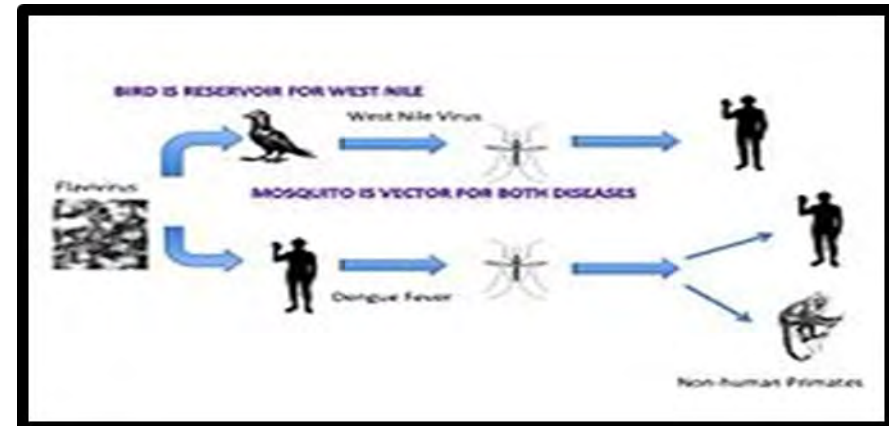 BIRD IS RESERVOIR FOR WEST NILE
West Nile Virus
Flavivirus
MOSQUITO IS VECTOR FOR BOTH DISEASES
Dengue Fever
Non-human Primates